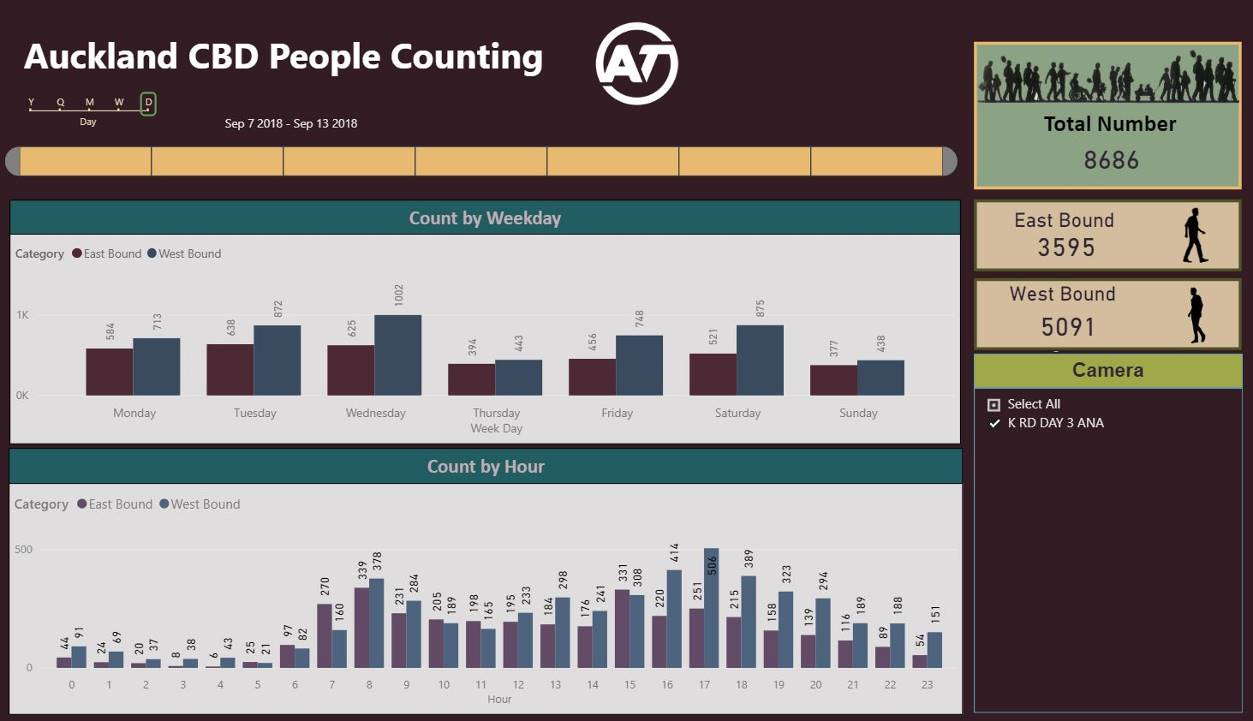 Auckland CBD People Counting
AT
Y Q M W D
Day
Sep 7 2018 - Sep 13 2018
Total Number
8686
East Bound
3595
West Bound
5091
Camera
Select All
K RD DAY 3 ANA
Count by Weekday
Category East Bound West Bound
1K
0K
584 713 638 872 625 1002 394 443 456 748 521 875 377 438
Monday Tuesday Wednesday Thursday Friday Saturday Sunday
Week Day
Count by Hour
Category East Bound West Bound
500
0
44 91 24 69 20 37 8 38 6 43 25 21 97 82 270 160 339 378 231 284 205 189 198 165 195 233 184 298 176 241 331 308 220 414 251 506 215 389 158 323 139 294 116 189 89 188 54 151
0 1 2 3 4 5 6 7 8 9 10 11 12 13 14 15 16 17 18 19 20 21 22 23
Hour